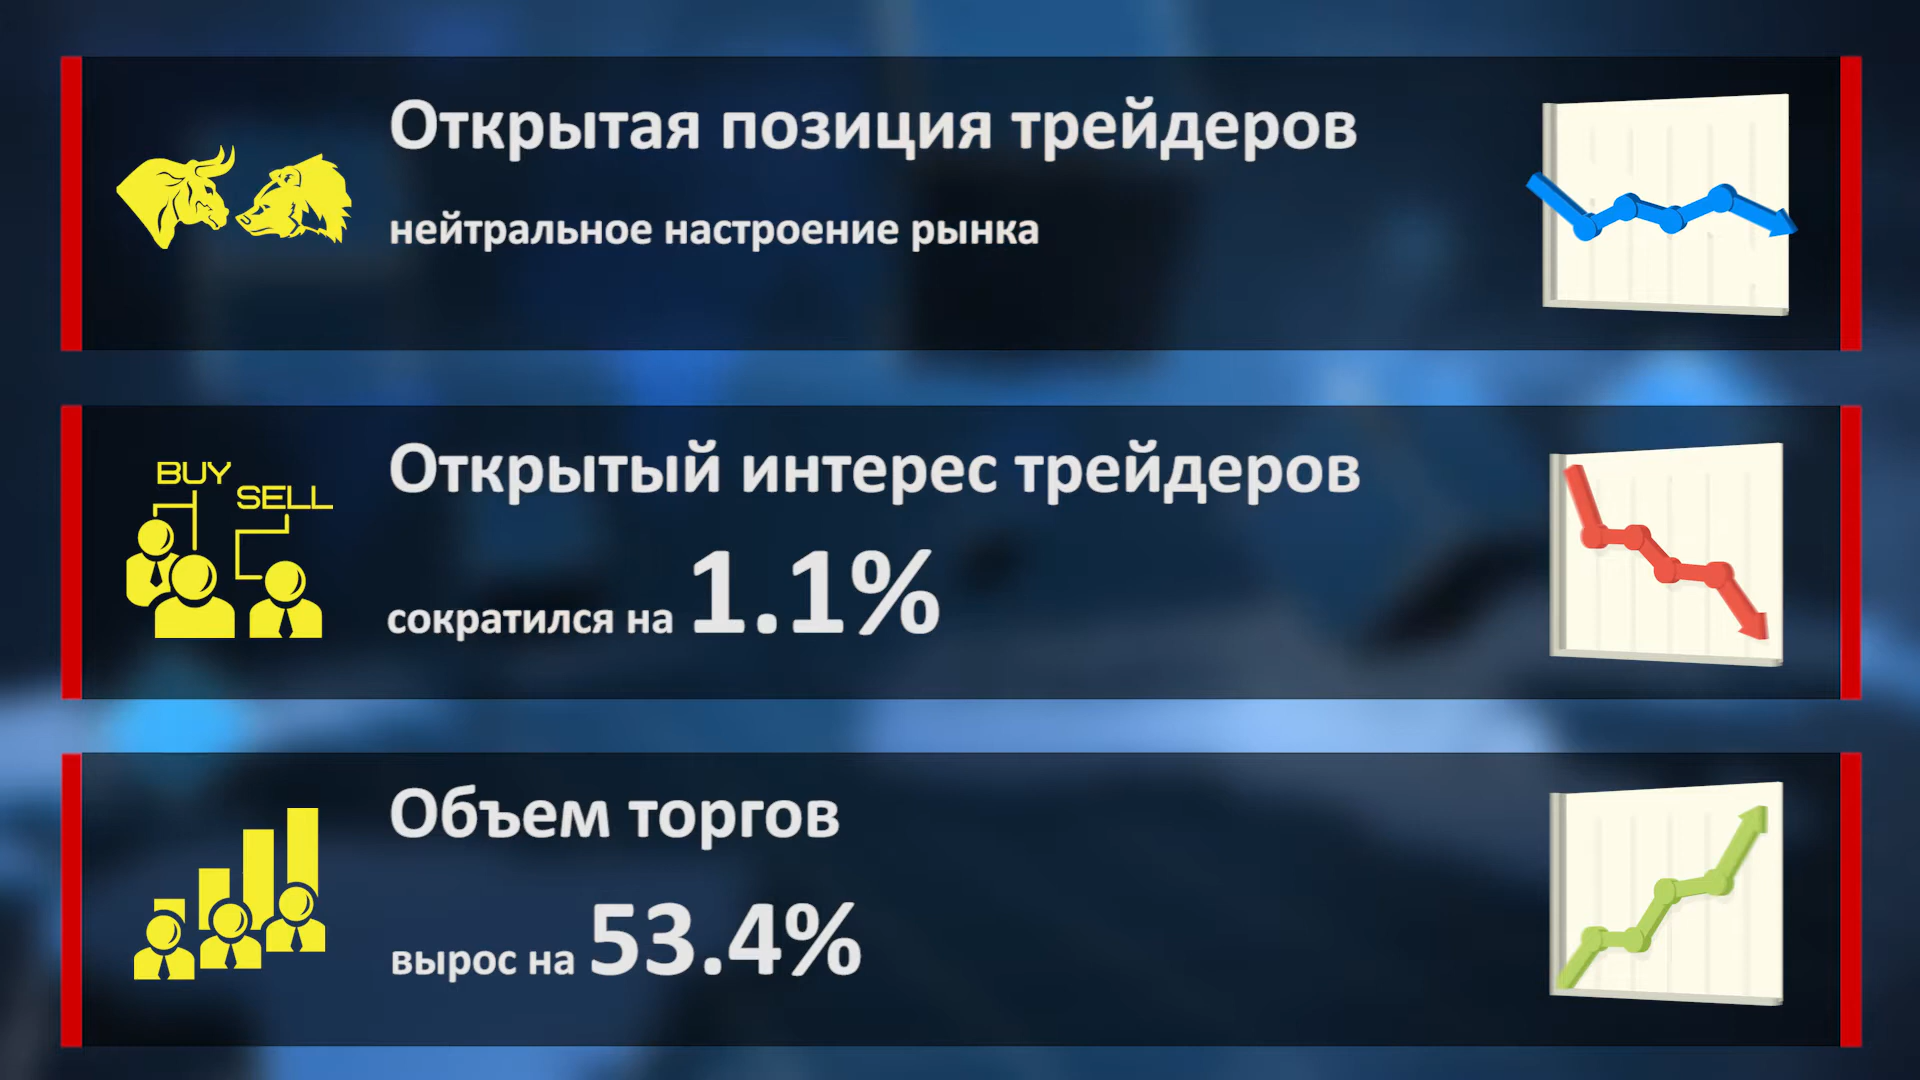 Открытая позиция трейдеров
нейтральное настроение рынка
BUY
SELL
Открытый интерес трейдеров
сократился на 1.1%
Объем торгов
вырос на 53.4%